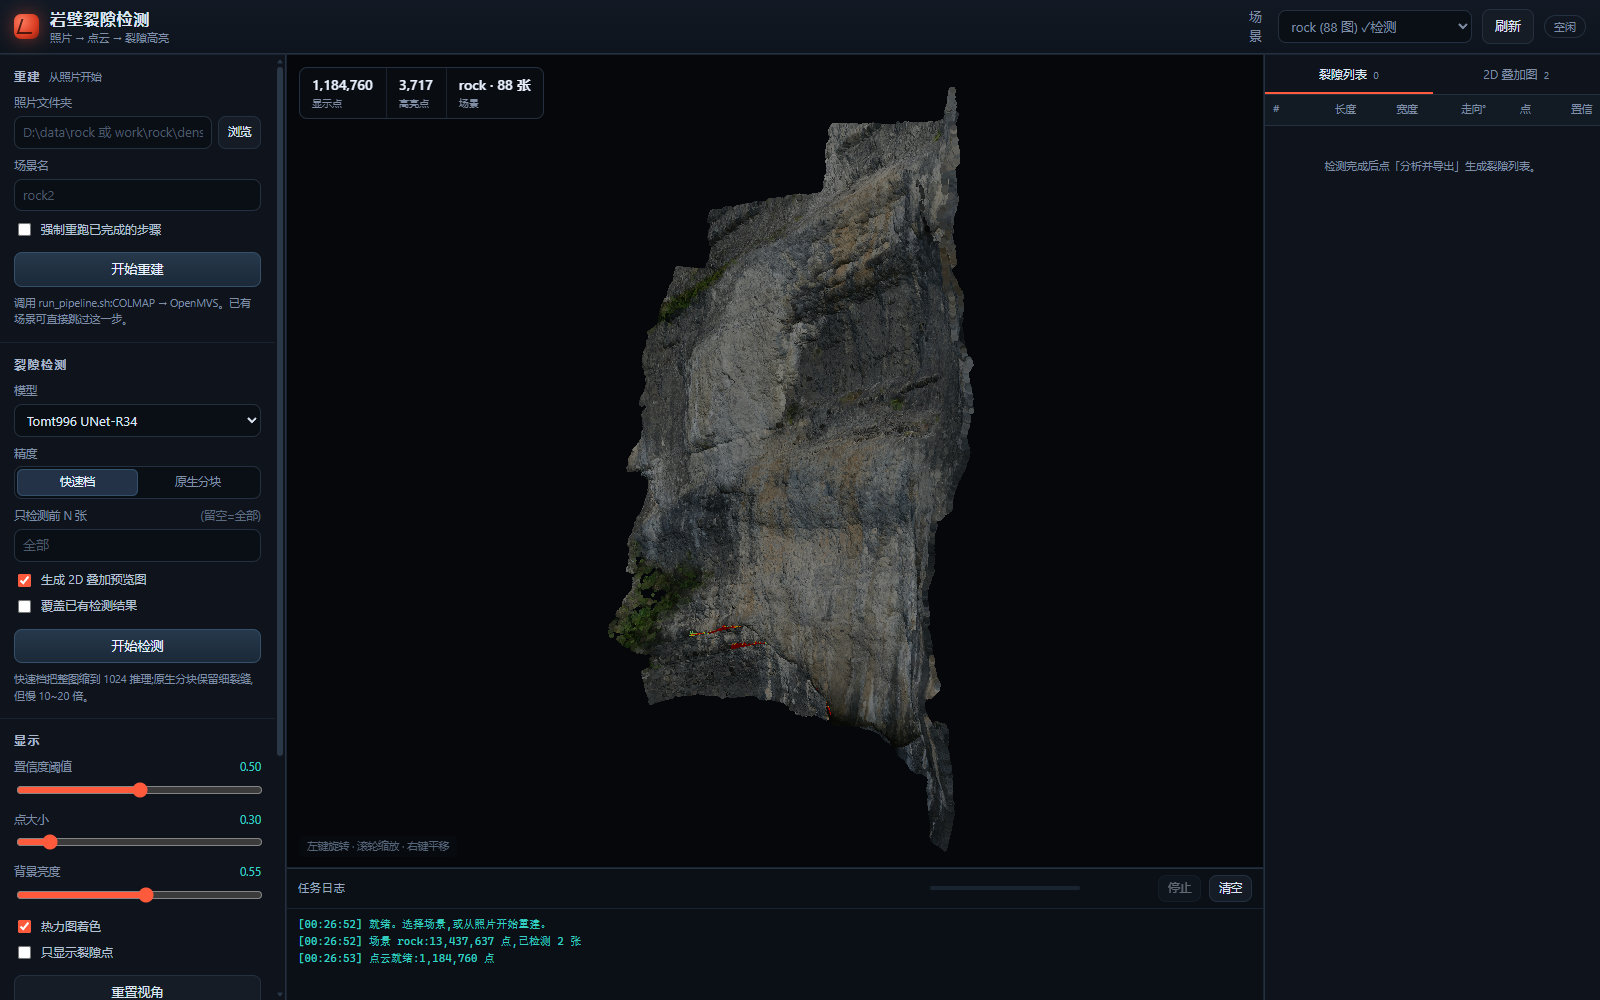 岩壁裂隙检测
照片 → 点云 → 裂隙高亮
场景
rock (88 图) ✓检测
刷新
空闲
重建 从照片开始
照片文件夹
D:\data\rock 或 work\rock\dens
浏览
场景名
rock2
强制重跑已完成的步骤
开始重建
调用 run_pipeline.sh:COLMAP → OpenMVS。已有
场景可直接跳过这一步。
裂隙检测
模型
Tomt996 UNet-R34
精度
快速档
原生分块
只检测前 N 张
(留空=全部)
全部
生成 2D 叠加预览图
覆盖已有检测结果
开始检测
快速档把整图缩到 1024 推理;原生分块保留细裂缝,
但慢 10~20 倍。
显示
置信度阈值
0.50
点大小
0.30
背景亮度
0.55
热力图着色
只显示裂隙点
重置视角
1,184,760
显示点
3,717
高亮点
rock · 88 张
场景
左键旋转 · 滚轮缩放 · 右键平移
任务日志
停止
清空
[00:26:52] 就绪。选择场景,或从照片开始重建。
[00:26:52] 场景 rock:13,437,637 点,已检测 2 张
[00:26:53] 点云就绪:1,184,760 点
裂隙列表 0
2D 叠加图 2
# 长度 宽度 走向° 点 置信
检测完成后点「分析并导出」生成裂隙列表。